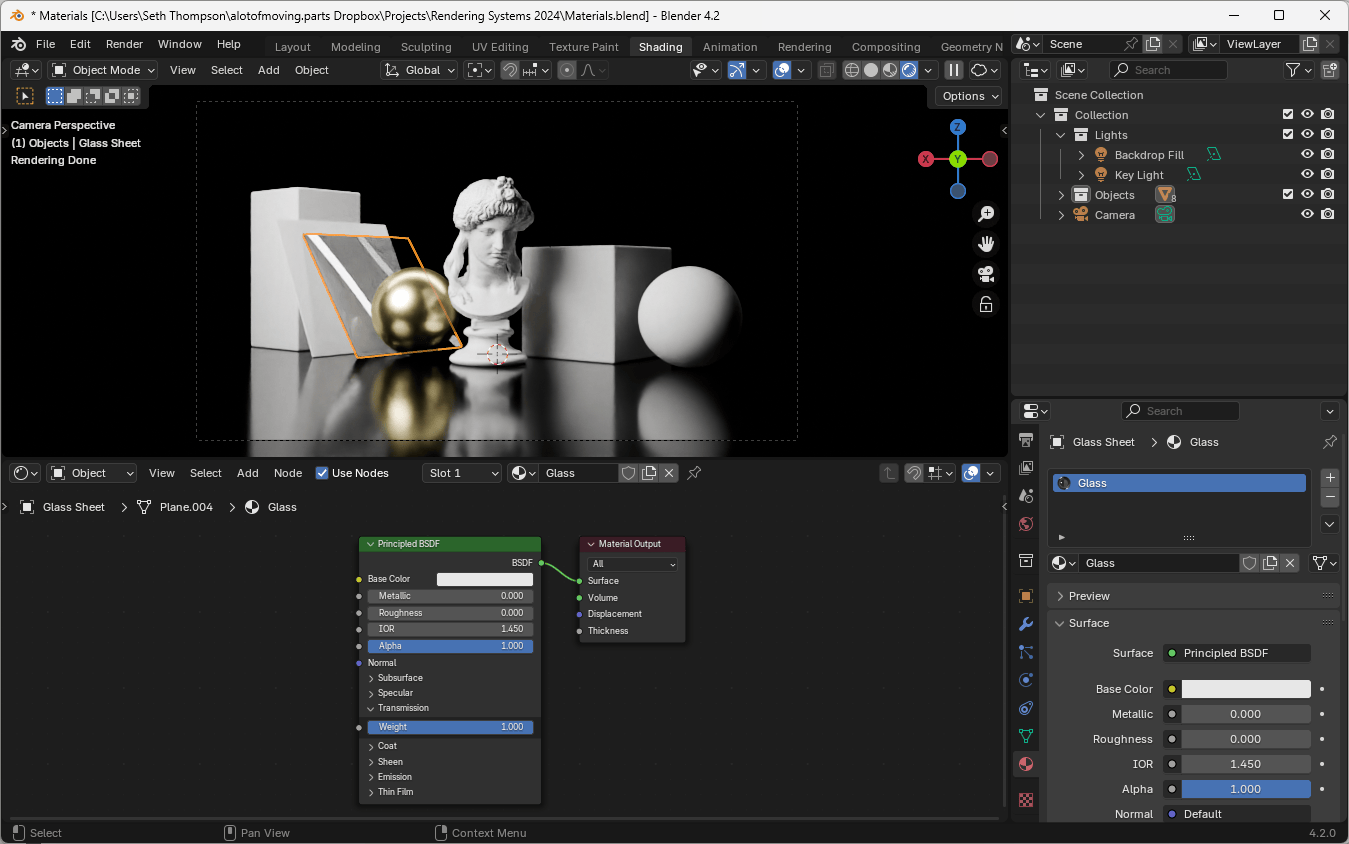 * Materials [C:\Users\Seth Thompson\alotofmoving.parts Dropbox\Projects\Rendering Systems 2024\Materials.blend] - Blender 4.2
File Edit Render Window Help Layout Modeling Sculpting UV Editing Texture Paint Shading Animation Rendering Compositing Geometry N Scene ViewLayer
Object Mode View Select Add Object Global Search
Options
Camera Perspective
(1) Objects | Glass Sheet
Rendering Done
Z
X Y
Scene Collection
Collection
Lights
Backdrop Fill
Key Light
Objects 8
Camera
Search
Glass Sheet Glass
Object View Select Add Node Use Nodes Slot 1 Glass
Glass Sheet Plane.004 Glass
Principled BSDF
BSDF
Base Color
Metallic 0.000
Roughness 0.000
IOR 1.450
Alpha 1.000
Normal
Subsurface
Specular
Transmission
Weight 1.000
Coat
Sheen
Emission
Thin Film
Material Output
All
Surface
Volume
Displacement
Thickness
Glass
Glass
Preview
Surface
Surface Principled BSDF
Base Color
Metallic 0.000
Roughness 0.000
IOR 1.450
Alpha 1.000
Normal Default
Select Pan View Context Menu 4.2.0